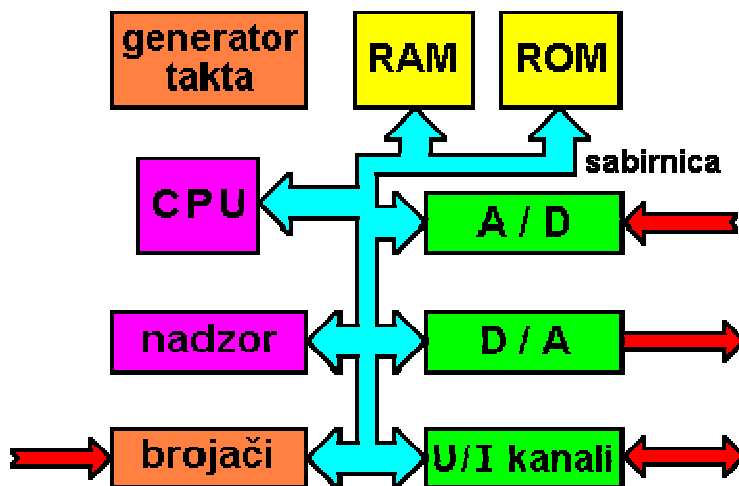 generator
takta
RAM
ROM
sabirnica
CPU
A / D
nadzor
D / A
brojači
U/I kanali